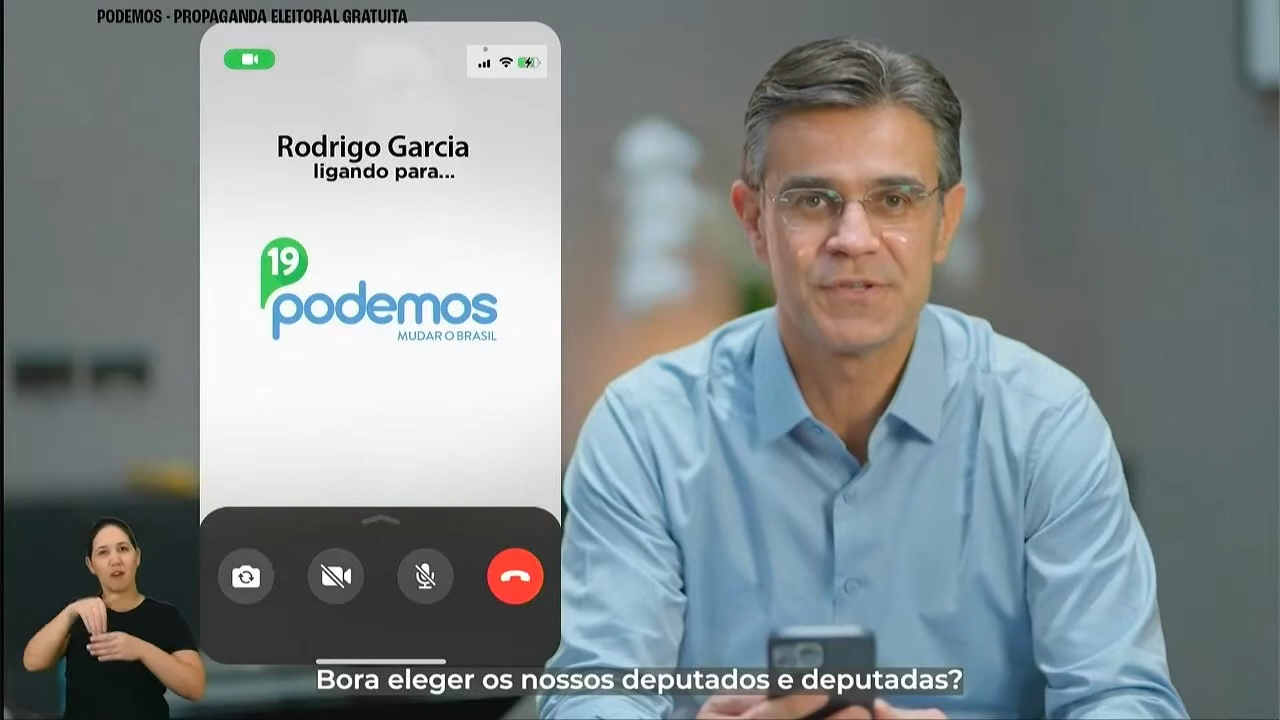 PODEMOS - PROPAGANDA ELEITORAL GRATUITA
Rodrigo Garcia
ligando para...
19
podemos
MUDAR O BRASIL
Bora eleger os nossos deputados e deputadas?